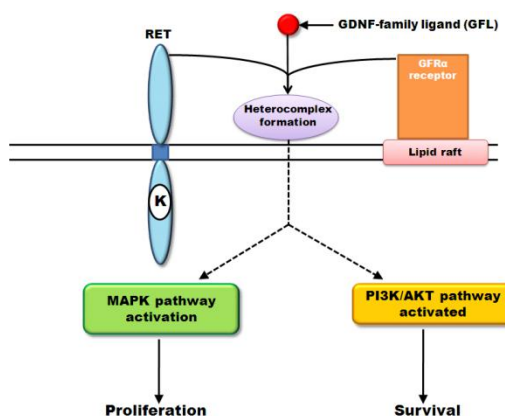 GDNF-family ligand (GFL)
RET
GFRα
receptor
Heterocomplex
formation
Lipid raft
K
MAPK pathway
activation
PI3K/AKT pathway
activated
Proliferation
Survival